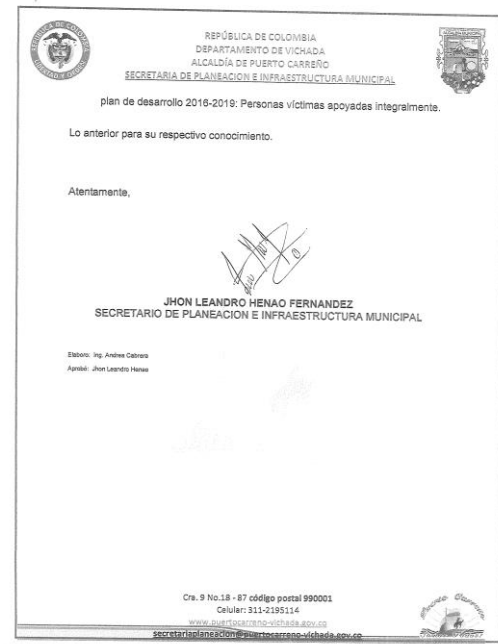 REPÚBLICA DE COLOMBIA
DEPARTAMENTO DE VICHADA
ALCALDÍA DE PUERTO CARREÑO
SECRETARIA DE PLANEACION E INFRAESTRUCTURA MUNICIPAL
plan de desarrollo 2016-2019: Personas víctimas apoyadas integralmente.
Lo anterior para su respectivo conocimiento.
Atentamente,
JHON LEANDRO HENAO FERNANDEZ
SECRETARIO DE PLANEACION E INFRAESTRUCTURA MUNICIPAL
Elaboro: Ing. Andrea Cabrera
Aprobó: Jhon Leandro Henao
Cra. 9 No.18 - 87 código postal 990001
Celular: 311-2195114
www.puertocarreno-vichada.gov.co
secretariaplaneacion@puertocarreno-vichada.gov.co